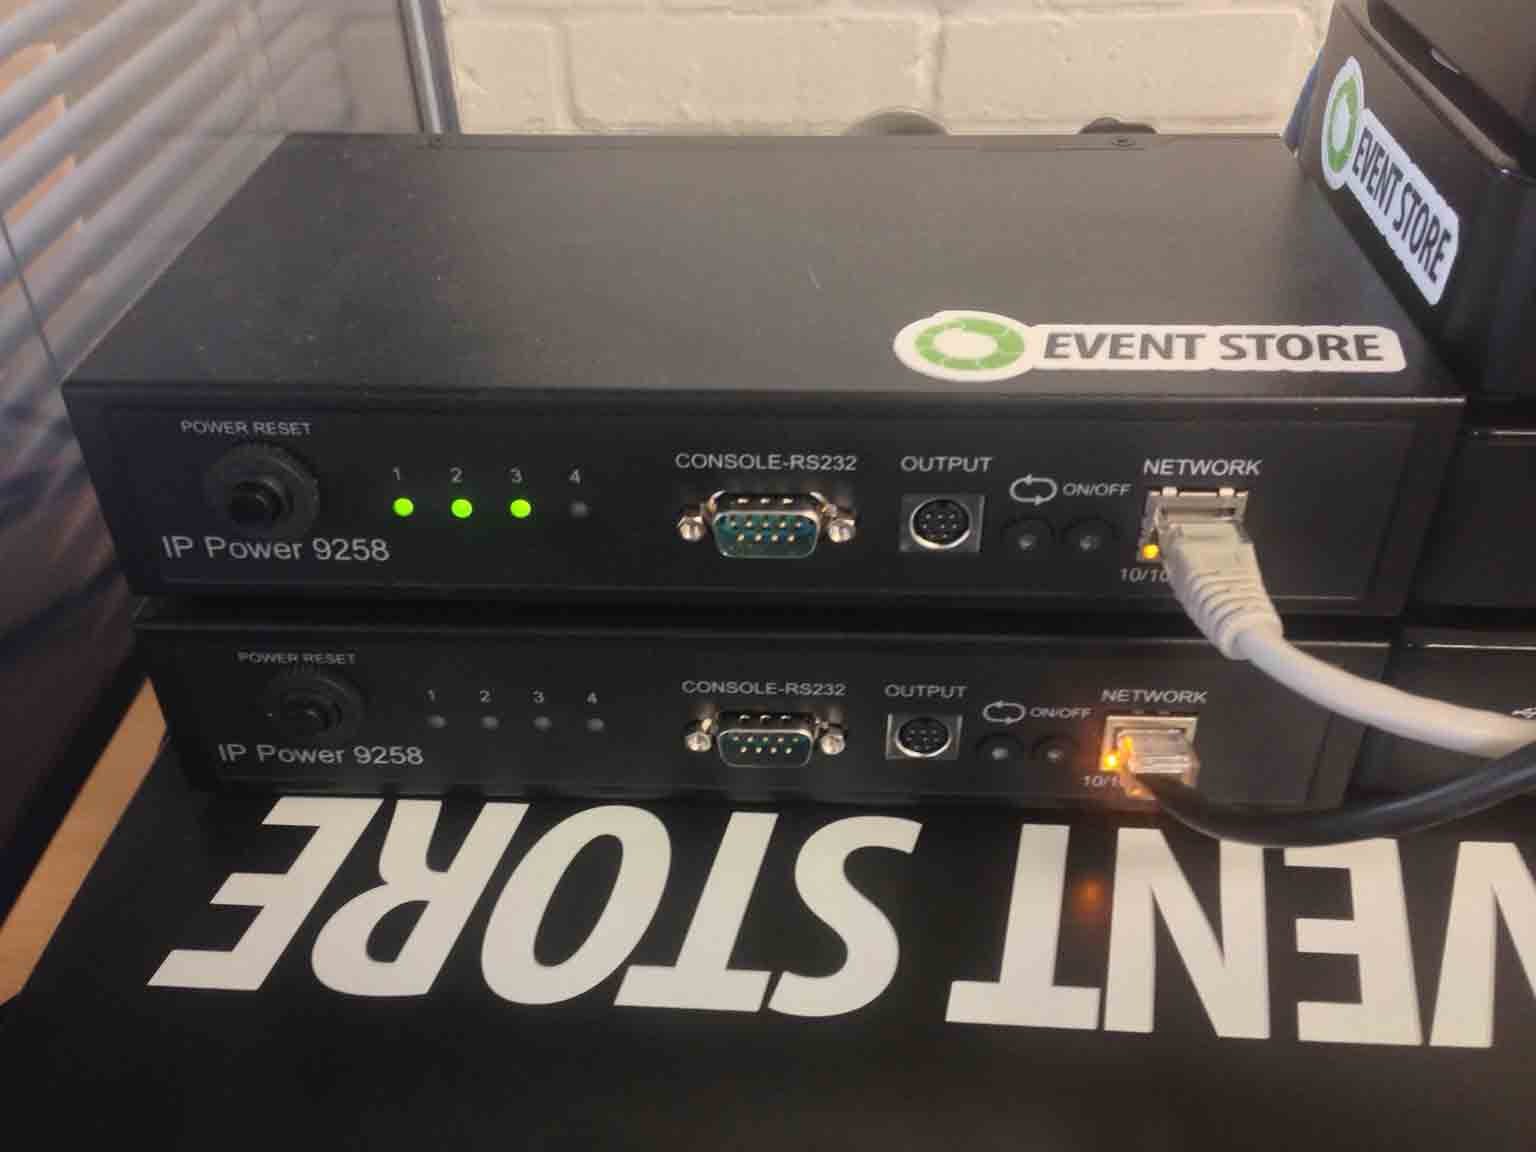 EVENT STORE
EVENT STORE
POWER RESET
1 2 3 4
CONSOLE-RS232
OUTPUT
ON/OFF
NETWORK
IP Power 9258
POWER RESET
1 2 3 4
CONSOLE-RS232
OUTPUT
ON/OFF
NETWORK
IP Power 9258
VENT STORE